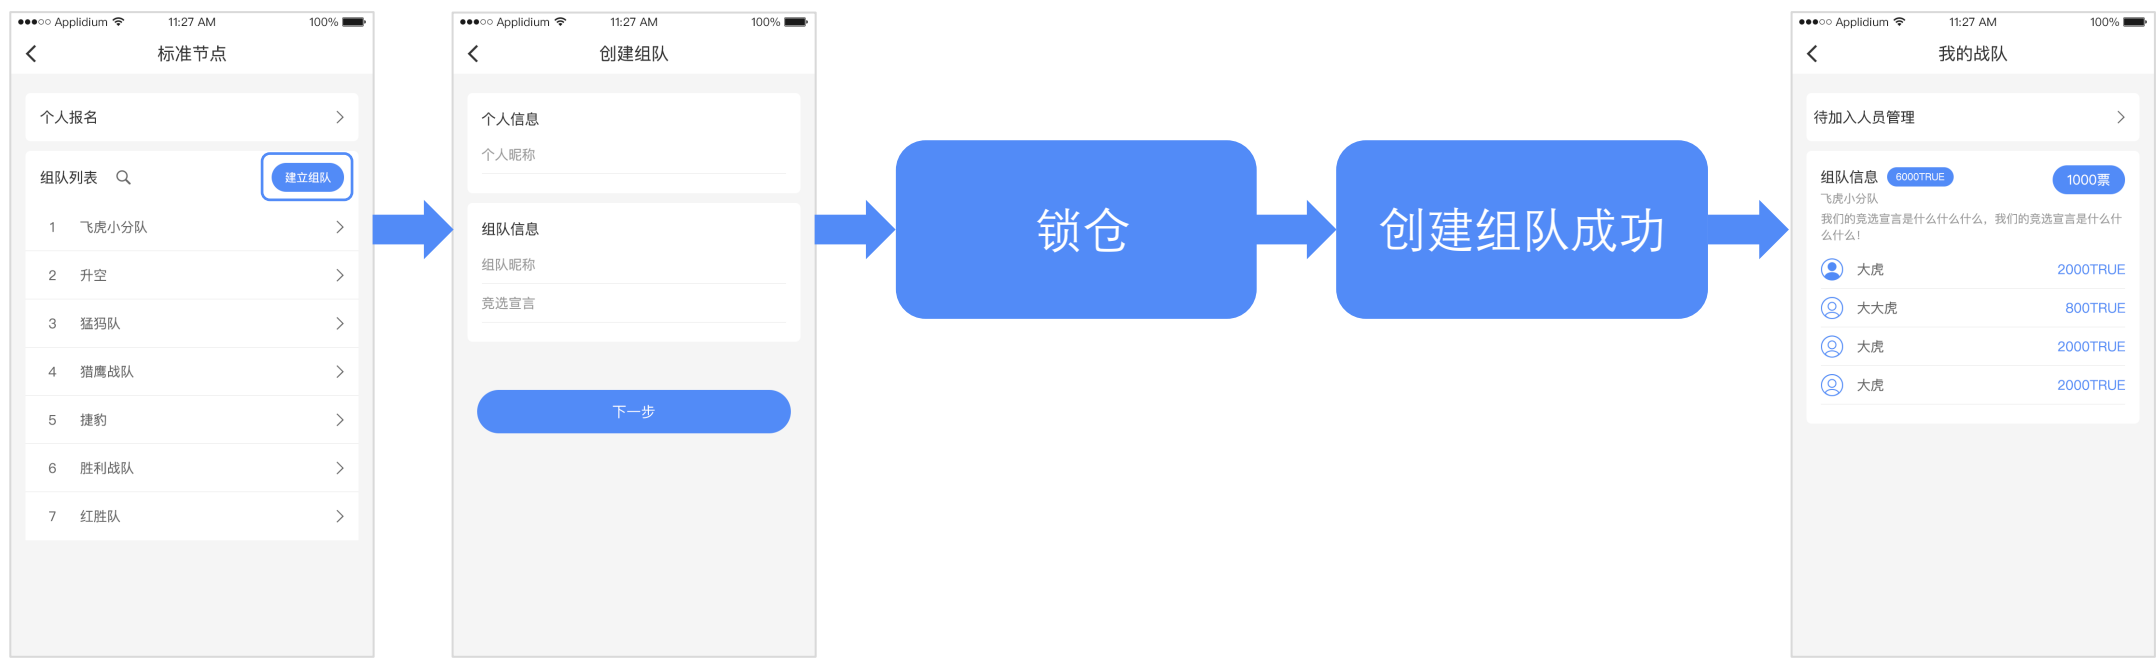 Applidium 11:27 AM 100%
标准节点
个人报名
组队列表 建立组队
1 飞虎小分队
2 升空
3 猛犸队
4 猎鹰战队
5 捷豹
6 胜利战队
7 红胜队
Applidium 11:27 AM 100%
创建组队
个人信息
个人昵称
组队信息
组队昵称
竞选宣言
下一步
锁仓
创建组队成功
Applidium 11:27 AM 100%
我的战队
待加入人员管理
组队信息 6000TRUE 1000票
飞虎小分队
我们的竞选宣言是什么什么什么，我们的竞选宣言是什么什
么什么！
大虎 2000TRUE
大大虎 800TRUE
大虎 2000TRUE
大虎 2000TRUE